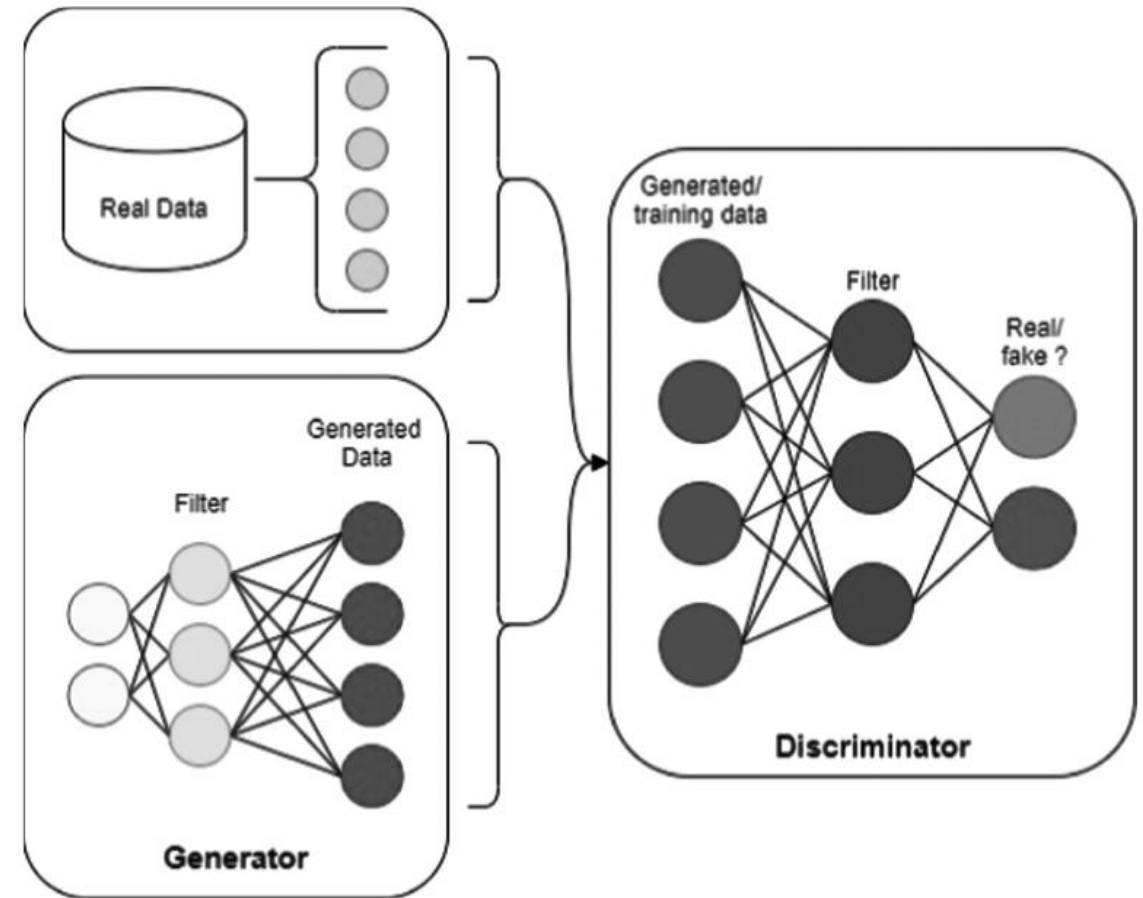 Real Data
Generated
Data
Filter
Generator
Generated/
training data
Filter
Real/
fake ?
Discriminator